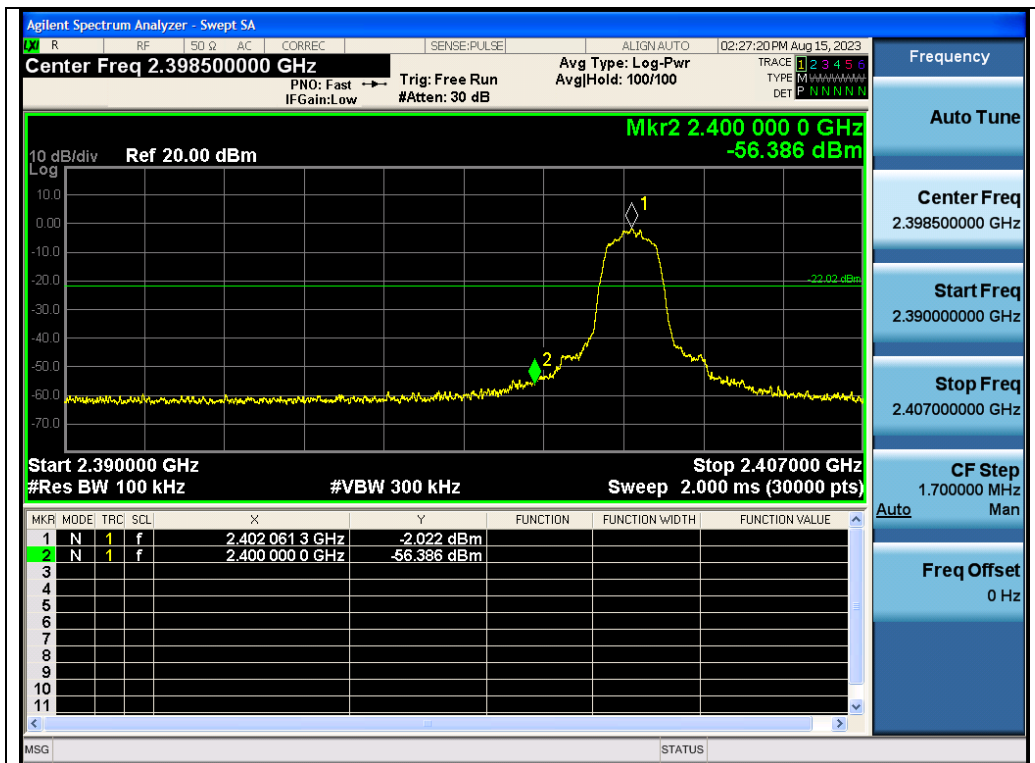 Agilent Spectrum Analyzer - Swept SA
LXI R RF 50 Ω AC CORREC SENSE:PULSE ALIGN AUTO 02:27:20 PM Aug 15, 2023
Center Freq 2.398500000 GHz
PNO: Fast
IFGain:Low
Trig: Free Run
#Atten: 30 dB
Avg Type: Log-Pwr
Avg|Hold: 100/100
TRACE 1 2 3 4 5 6
TYPE M WWWWW
DET P N N N N N
Mkr2 2.400 000 0 GHz
-56.386 dBm
10 dB/div Ref 20.00 dBm
Log
10.0
0.00
-10.0
-20.0
-30.0
-40.0
-50.0
-60.0
-70.0
1
2
-22.02 dBm
Start 2.390000 GHz Stop 2.407000 GHz
#Res BW 100 kHz #VBW 300 kHz Sweep 2.000 ms (30000 pts)
MKR MODE TRC SCL X Y FUNCTION FUNCTION WIDTH FUNCTION VALUE
1 N 1 f 2.402 061 3 GHz -2.022 dBm
2 N 1 f 2.400 000 0 GHz -56.386 dBm
3
4
5
6
7
8
9
10
11
MSG STATUS
Frequency
Auto Tune
Center Freq
2.398500000 GHz
Start Freq
2.390000000 GHz
Stop Freq
2.407000000 GHz
CF Step
1.700000 MHz
Auto Man
Freq Offset
0 Hz